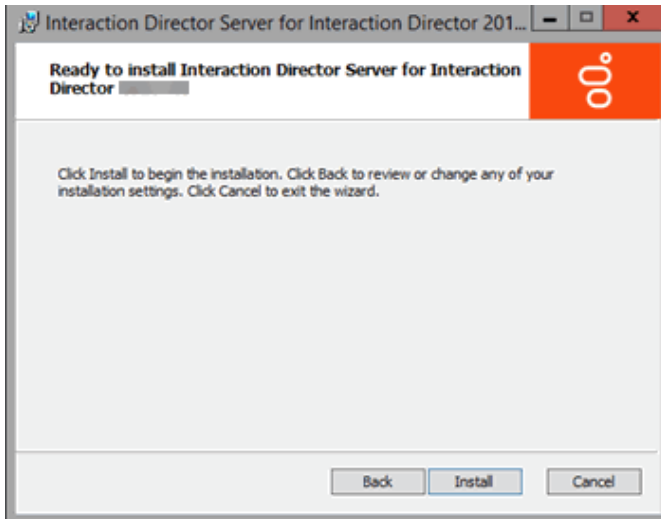 Interaction Director Server for Interaction Director 201...
Ready to install Interaction Director Server for Interaction
Director
Click Install to begin the installation. Click Back to review or change any of your
installation settings. Click Cancel to exit the wizard.
Back Install Cancel